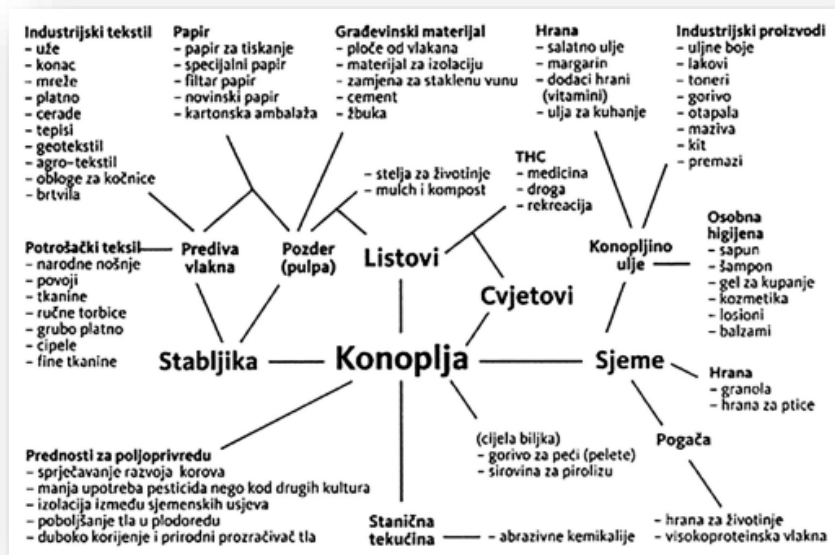 Industrijski tekstil
- uže
- konac
- mreže
- platno
- cerade
- tepisi
- geotekstil
- agro-tekstil
- obloge za kočnice
- brtvila
Papir
- papir za tiskanje
- specijalni papir
- filtar papir
- novinski papir
- kartonska ambalaža
Građevinski materijal
- ploče od vlakana
- materijal za izolaciju
- zamjena za staklenu vunu
- cement
- žbuka
Hrana
- salatno ulje
- margarin
- dodaci hrani
(vitamini)
- ulja za kuhanje
Industrijski proizvodi
- uljne boje
- lakovi
- toneri
- gorivo
- otapala
- maziva
- kit
- premazi
- stelja za životinje
- mulch i kompost
THC
- medicina
- droga
- rekreacija
Potrošački teksil
- narodne nošnje
- povoji
- tkanine
- ručne torbice
- grubo platno
- cipele
- fine tkanine
Prediva
vlakna
Pozder
(pulpa)
Listovi
Cvjetovi
Konopljino
ulje
Osobna
higijena
- sapun
- šampon
- gel za kupanje
- kozmetika
- losioni
- balzami
Stabljika
Konoplja
Sjeme
Hrana
- granola
- hrana za ptice
Prednosti za poljoprivredu
- sprječavanje razvoja korova
- manja upotreba pesticida nego kod drugih kultura
- izolacija između sjemenskih usjeva
- poboljšanje tla u plodoredu
- duboko korijenje i prirodni prozračivač tla
Stanična
tekućina
- abrazivne kemikalije
(cijela biljka)
- gorivo za peći (pelete)
- sirovina za pirolizu
Pogača
- hrana za životinje
- visokoproteinska vlakna